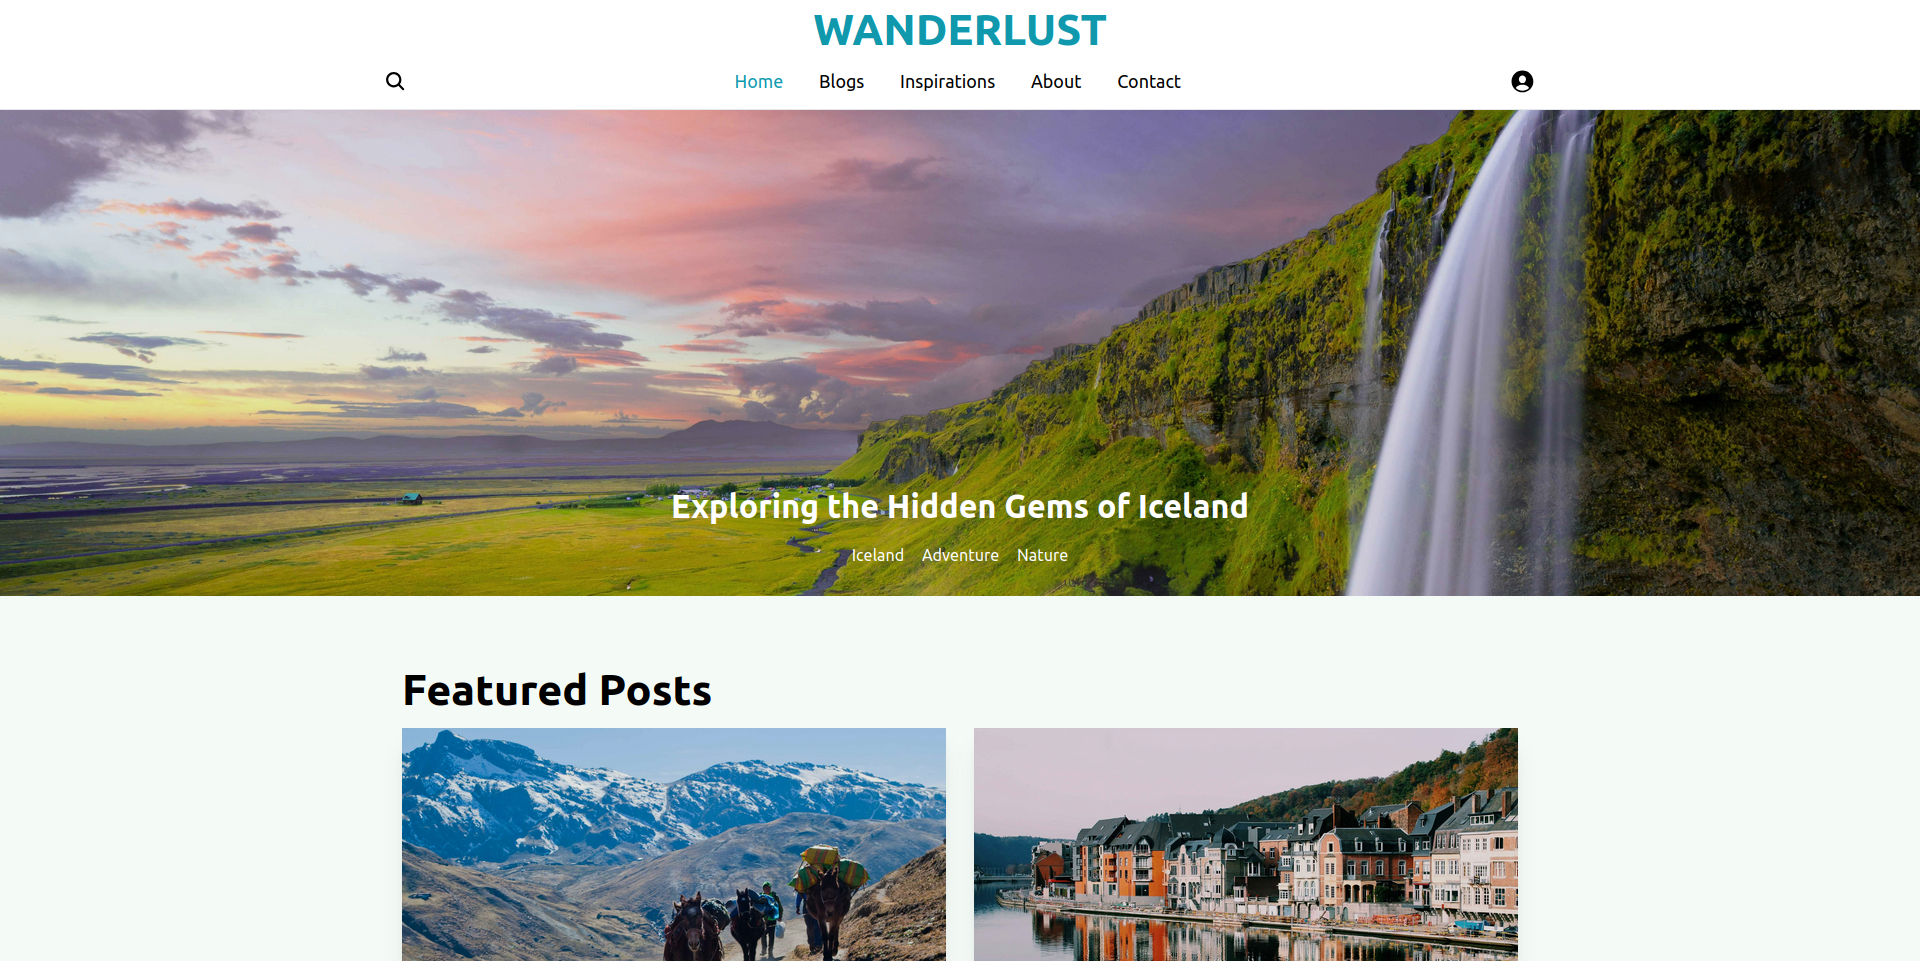 WANDERLUST
Home Blogs Inspirations About Contact
Exploring the Hidden Gems of Iceland
Iceland Adventure Nature
Featured Posts